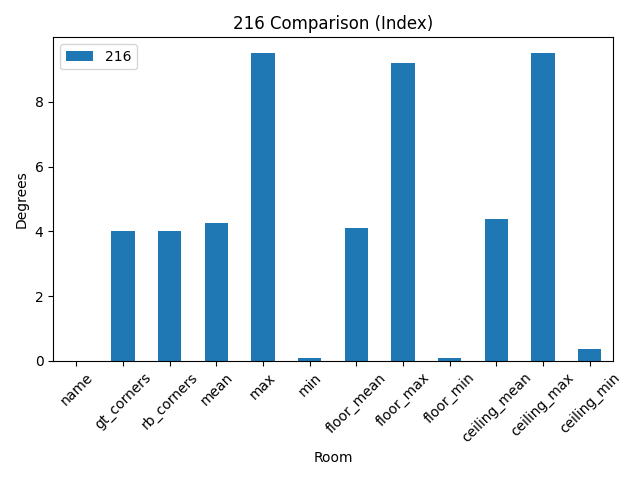 216 Comparison (Index)
216
Degrees
8
6
4
2
0
name
gt_corners
rb_corners
mean
max
min
floor_mean
floor_max
floor_min
ceiling_mean
ceiling_max
ceiling_min
Room